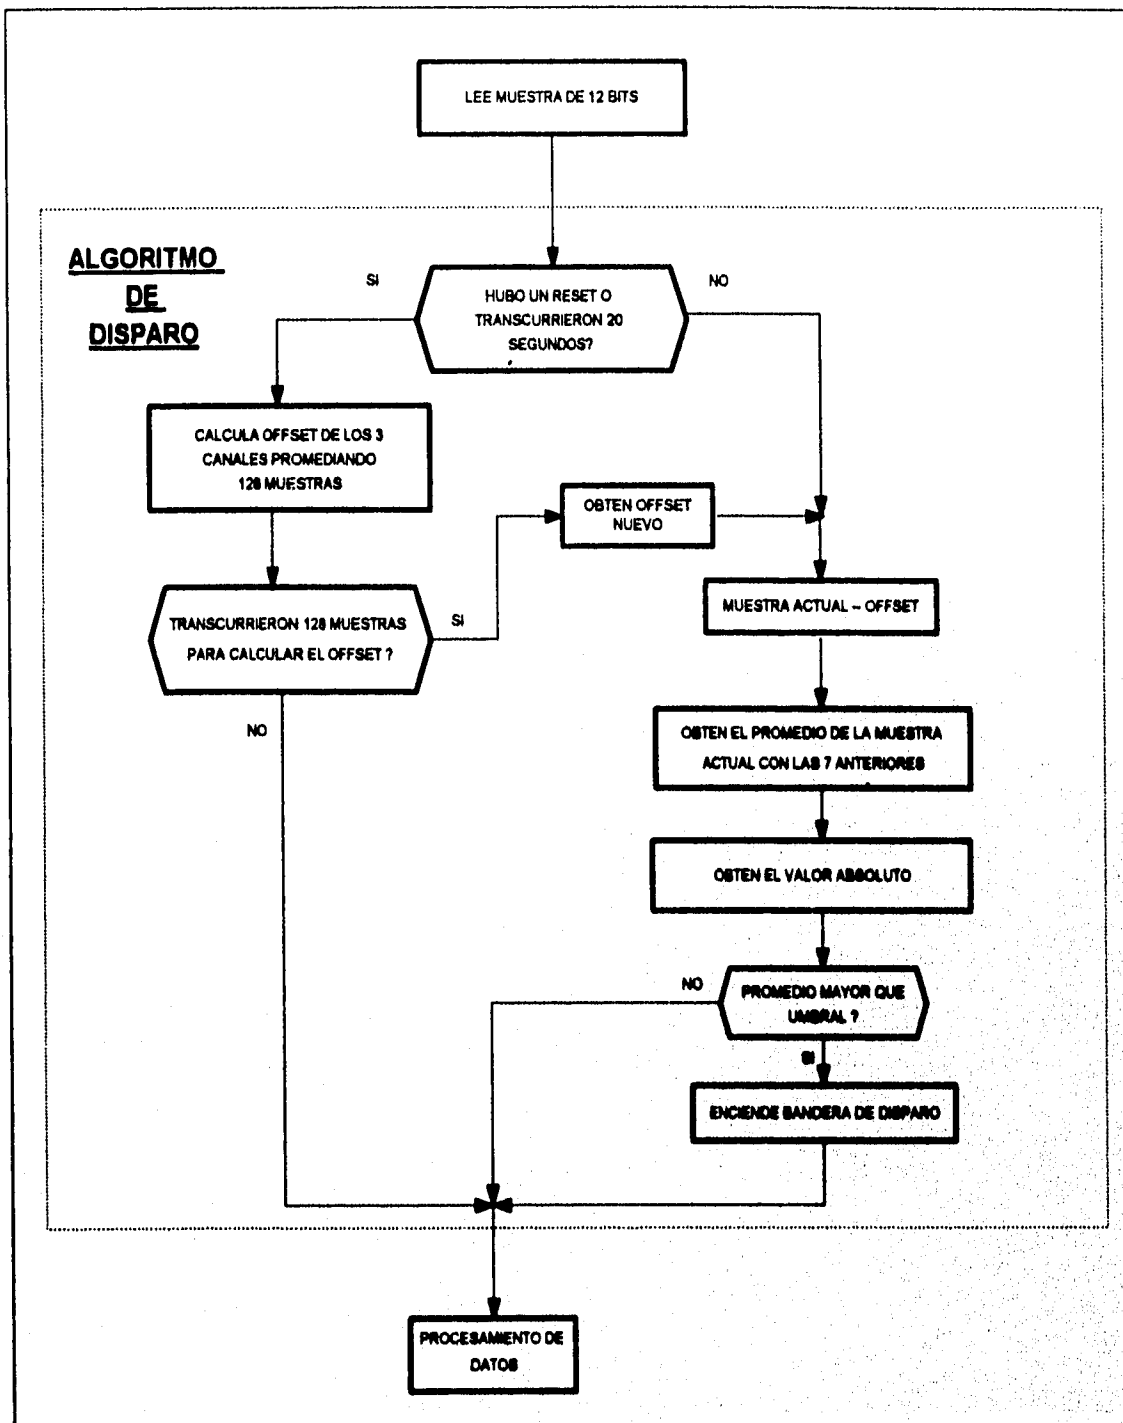 LEE MUESTRA DE 12 BITS
ALGORITMO
DE
DISPARO
SI
NO
HUBO UN RESET O
TRANSCURRIERON 20
SEGUNDOS?
CALCULA OFFSET DE LOS 3
CANALES PROMEDIANDO
128 MUESTRAS
OBTEN OFFSET
NUEVO
MUESTRA ACTUAL - OFFSET
TRANSCURRIERON 128 MUESTRAS
PARA CALCULAR EL OFFSET ?
SI
NO
OBTEN EL PROMEDIO DE LA MUESTRA
ACTUAL CON LAS 7 ANTERIORES
OBTEN EL VALOR ABSOLUTO
NO
PROMEDIO MAYOR QUE
UMBRAL ?
SI
ENCIENDE BANDERA DE DISPARO
PROCESAMIENTO DE
DATOS